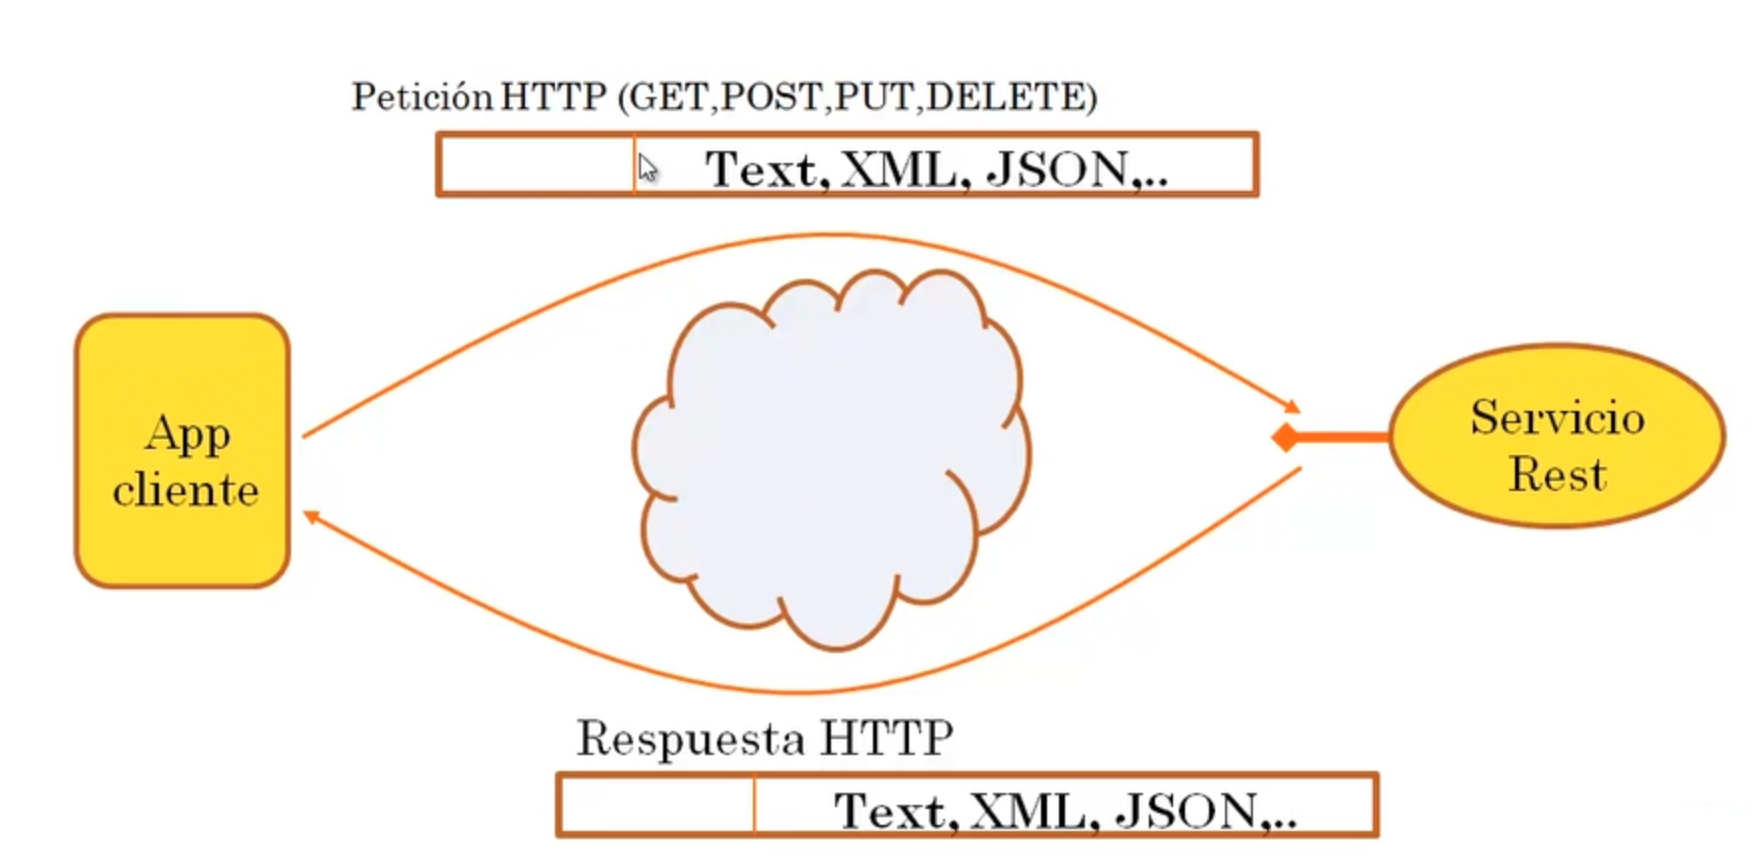 Petición HTTP (GET,POST,PUT,DELETE)
Text, XML, JSON,..
App
cliente
Servicio
Rest
Respuesta HTTP
Text, XML, JSON,..